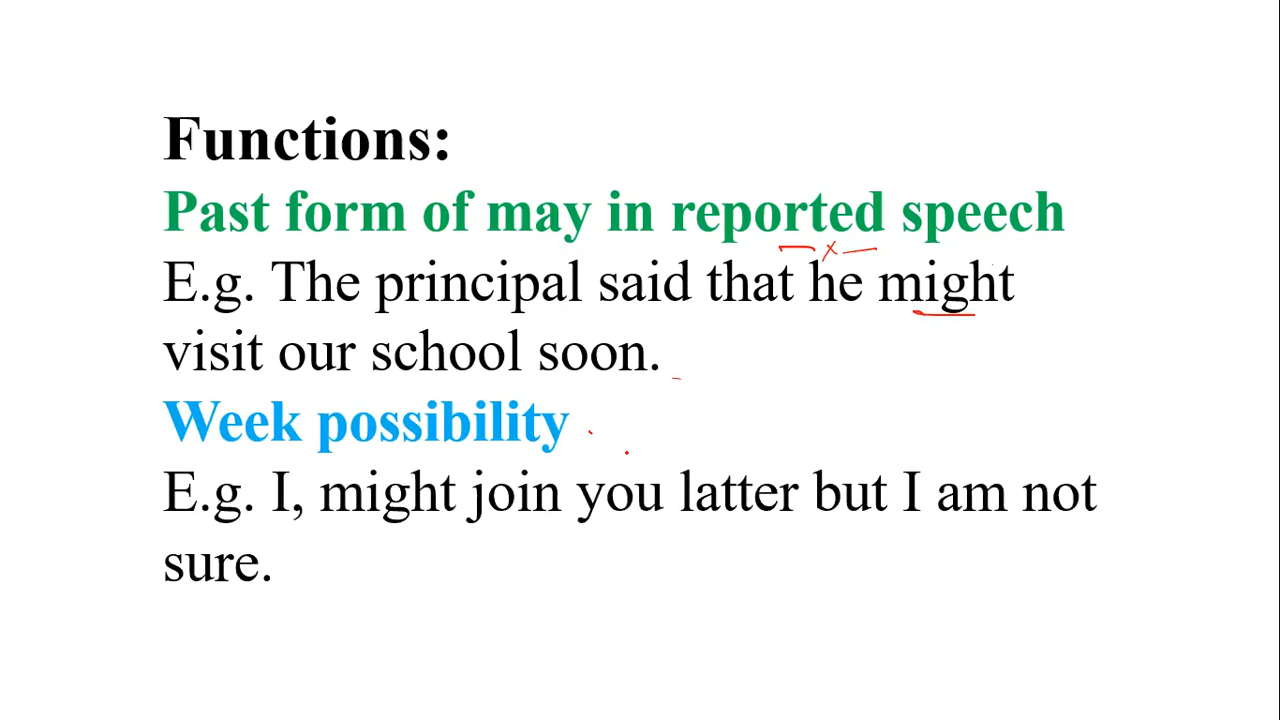 Functions:
Past form of may in reported speech
E.g. The principal said that he might
visit our school soon.
Week possibility
E.g. I, might join you latter but I am not
sure.